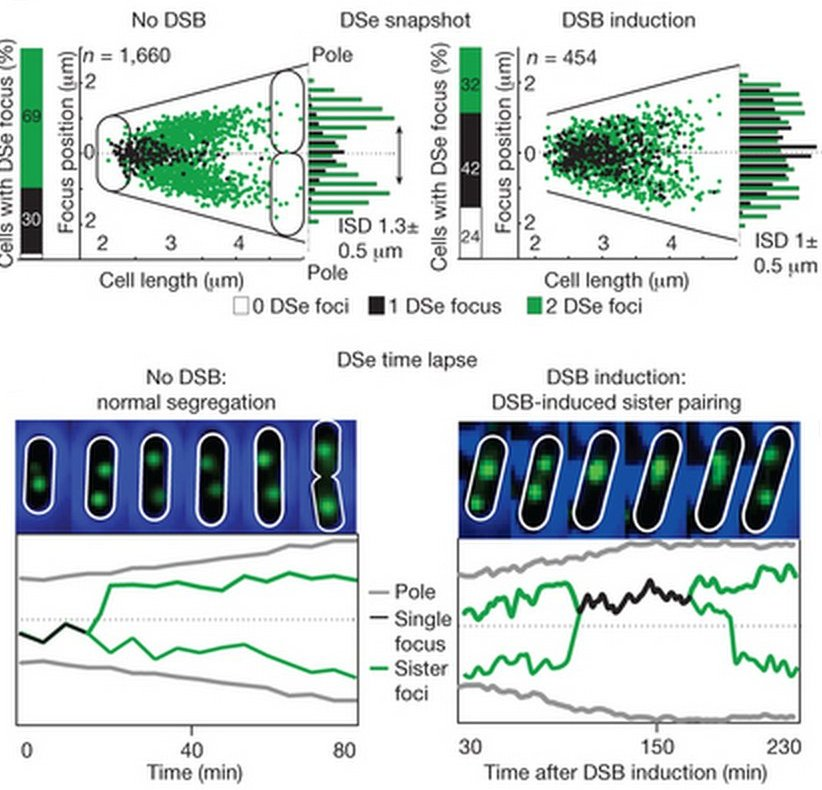 No DSB
DSe snapshot
DSB induction
Cells with DSe focus (%)
69
30
Focus position (μm)
2
0
2
n = 1,660
2 3 4
Cell length (μm)
Pole
ISD 1.3±
0.5 μm
Pole
Cells with DSe focus (%)
32
42
24
Focus position (μm)
2
0
2
n = 454
2 3 4
Cell length (μm)
ISD 1±
0.5 μm
0 DSe foci 1 DSe focus 2 DSe foci
DSe time lapse
No DSB:
normal segregation
DSB induction:
DSB-induced sister pairing
Pole
Single
focus
Sister
foci
0 40 80
Time (min)
30 150 230
Time after DSB induction (min)